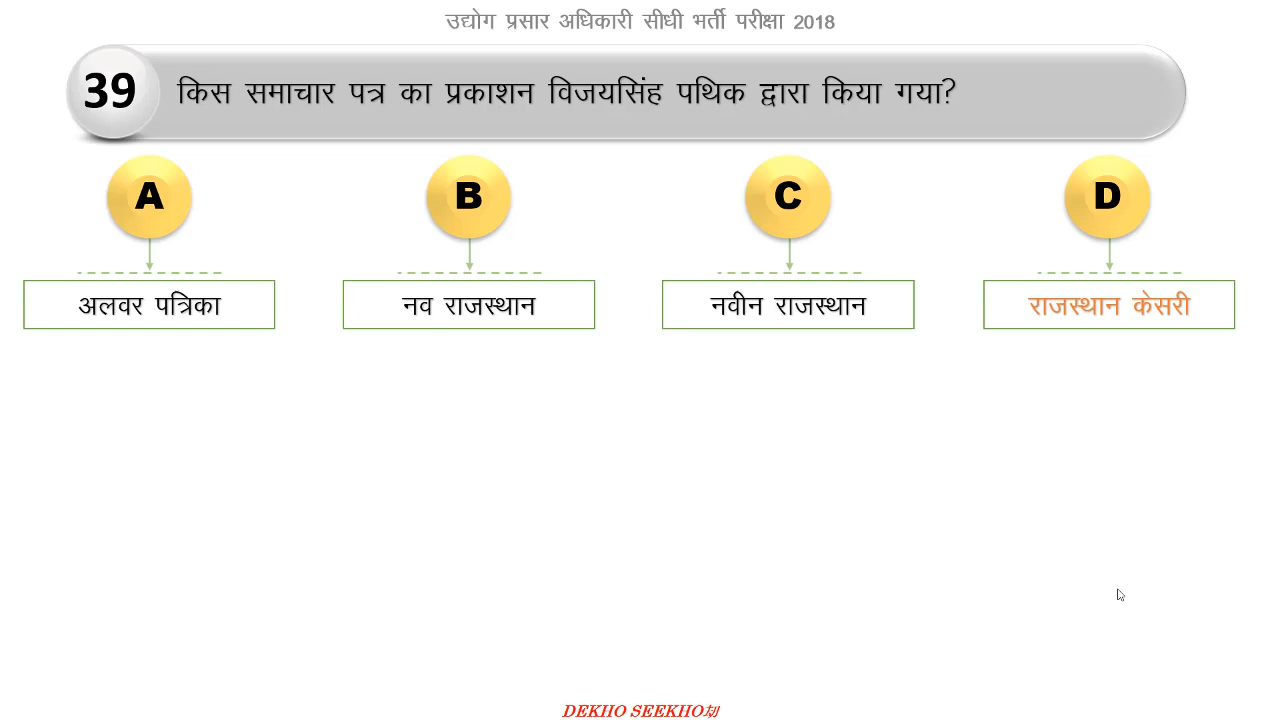 उद्योग प्रसार अधिकारी सीधी भर्ती परीक्षा 2018
39 किस समाचार पत्र का प्रकाशन विजयसिंह पथिक द्वारा किया गया?
A B C D
अलवर पत्रिका नव राजस्थान नवीन राजस्थान राजस्थान केसरी
DEKHO SEEKHO